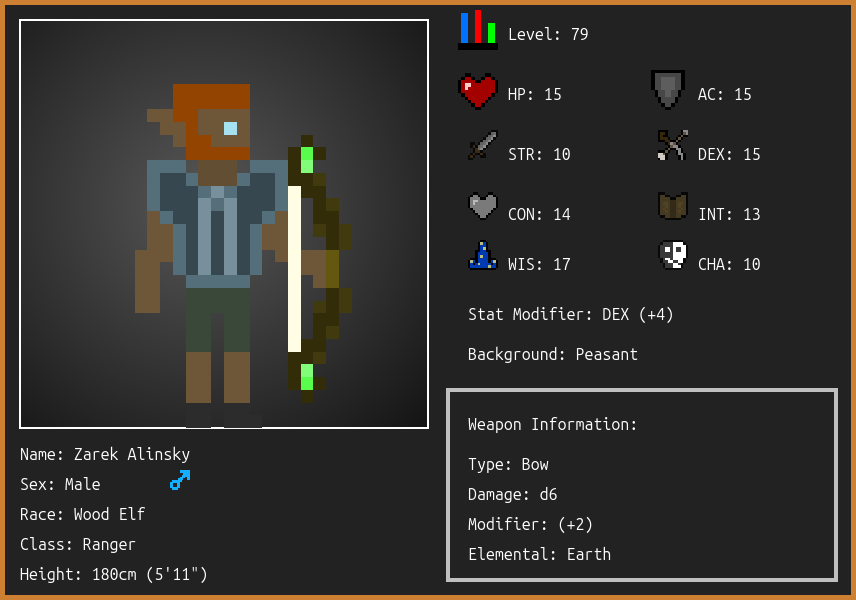 Level: 79
HP: 15
AC: 15
STR: 10
DEX: 15
CON: 14
INT: 13
WIS: 17
CHA: 10
Stat Modifier: DEX (+4)
Background: Peasant
Weapon Information:
Type: Bow
Damage: d6
Modifier: (+2)
Elemental: Earth
Name: Zarek Alinsky
Sex: Male
Race: Wood Elf
Class: Ranger
Height: 180cm (5'11")